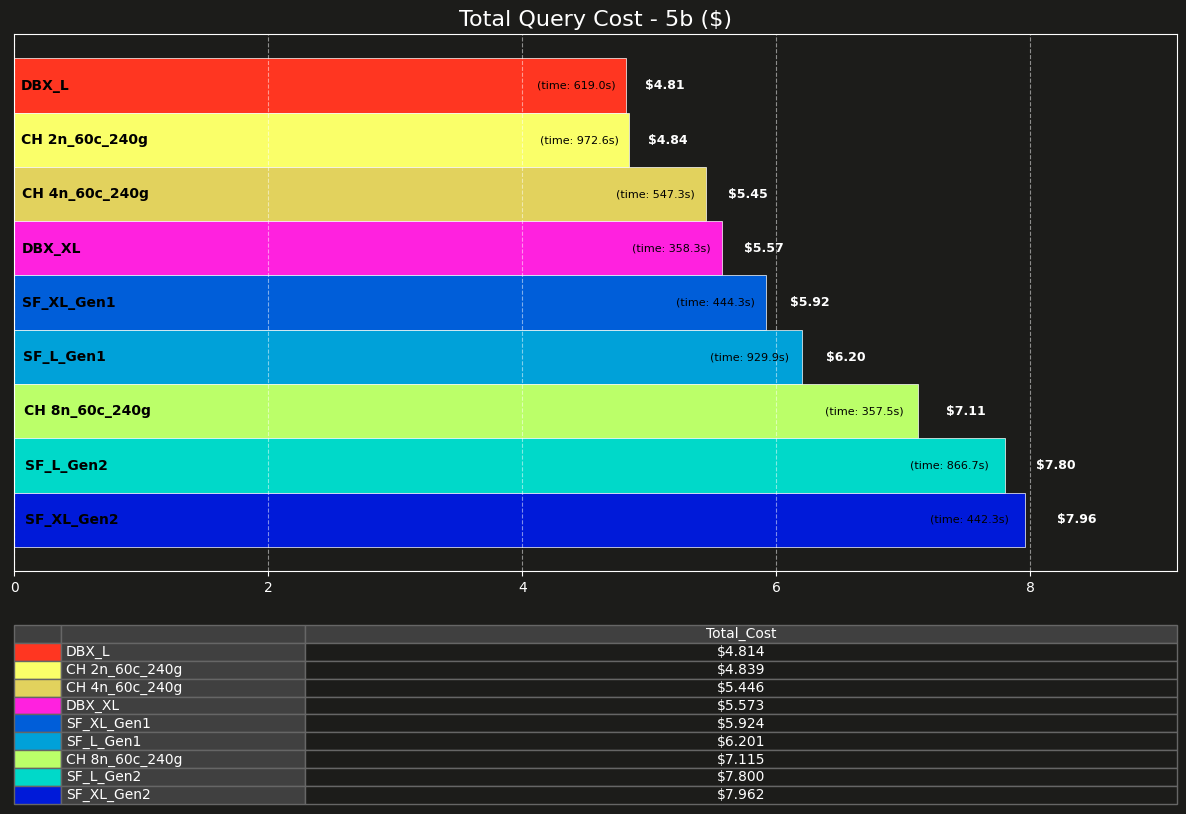 Total Query Cost - 5b ($)
DBX_L (time: 619.0s) $4.81
CH 2n_60c_240g (time: 972.6s) $4.84
CH 4n_60c_240g (time: 547.3s) $5.45
DBX_XL (time: 358.3s) $5.57
SF_XL_Gen1 (time: 444.3s) $5.92
SF_L_Gen1 (time: 929.9s) $6.20
CH 8n_60c_240g (time: 357.5s) $7.11
SF_L_Gen2 (time: 866.7s) $7.80
SF_XL_Gen2 (time: 442.3s) $7.96
0 2 4 6 8
Total_Cost
DBX_L $4.814
CH 2n_60c_240g $4.839
CH 4n_60c_240g $5.446
DBX_XL $5.573
SF_XL_Gen1 $5.924
SF_L_Gen1 $6.201
CH 8n_60c_240g $7.115
SF_L_Gen2 $7.800
SF_XL_Gen2 $7.962